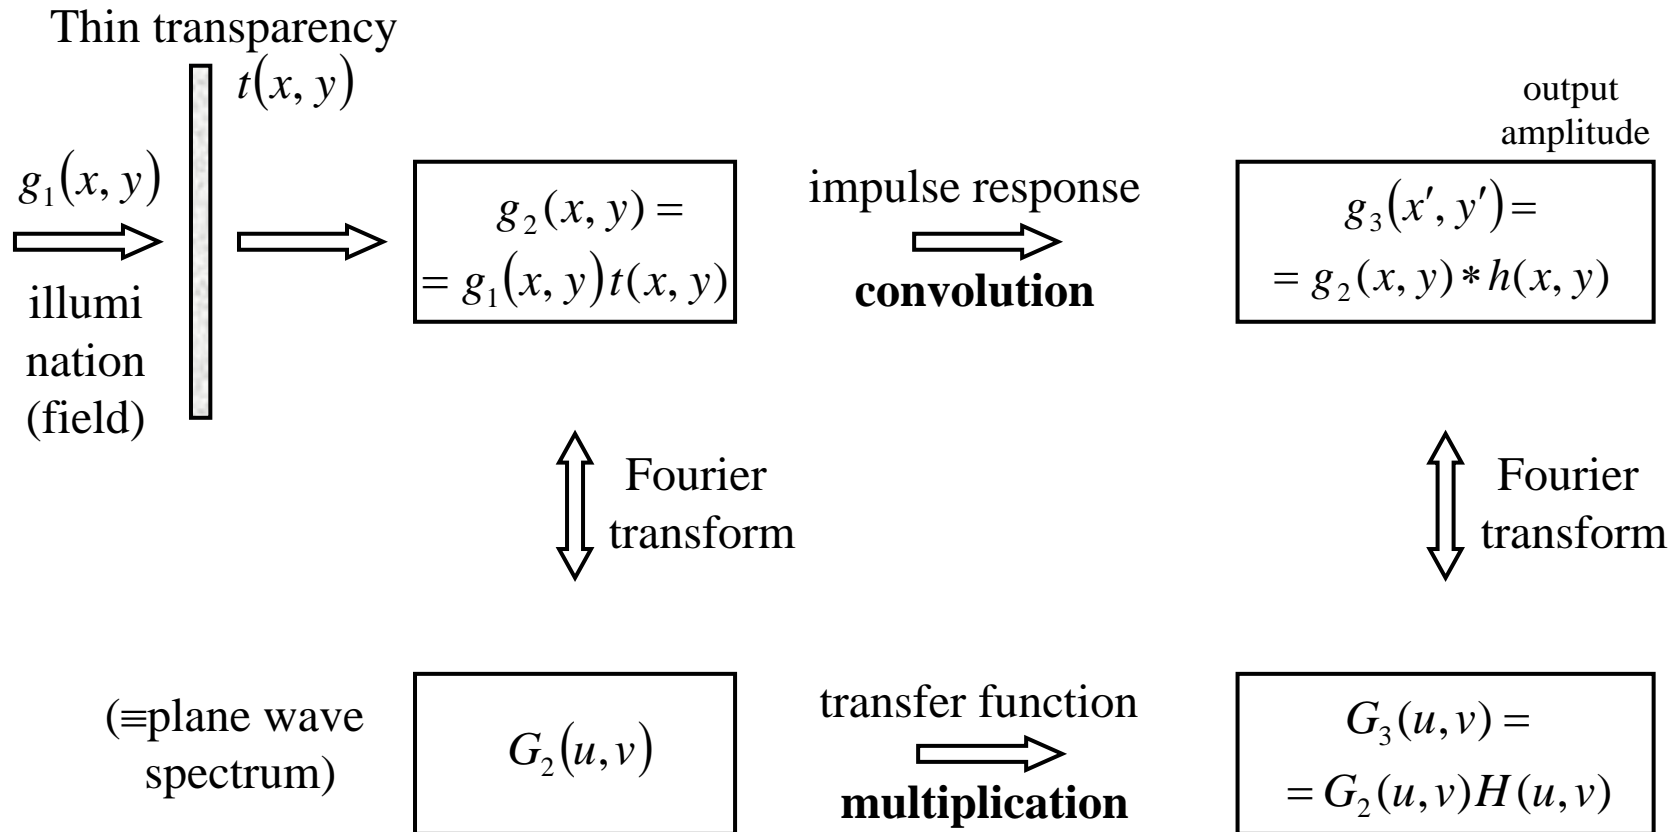 Thin transparency
t(x, y)
g₁(x, y)
illumi
nation
(field)
g₂(x, y) =
= g₁(x, y)t(x, y)
impulse response
convolution
output
amplitude
g₃(x′, y′) =
= g₂(x, y) * h(x, y)
Fourier
transform
Fourier
transform
(≡plane wave
spectrum)
G₂(u, v)
transfer function
multiplication
G₃(u, v) =
= G₂(u, v)H(u, v)